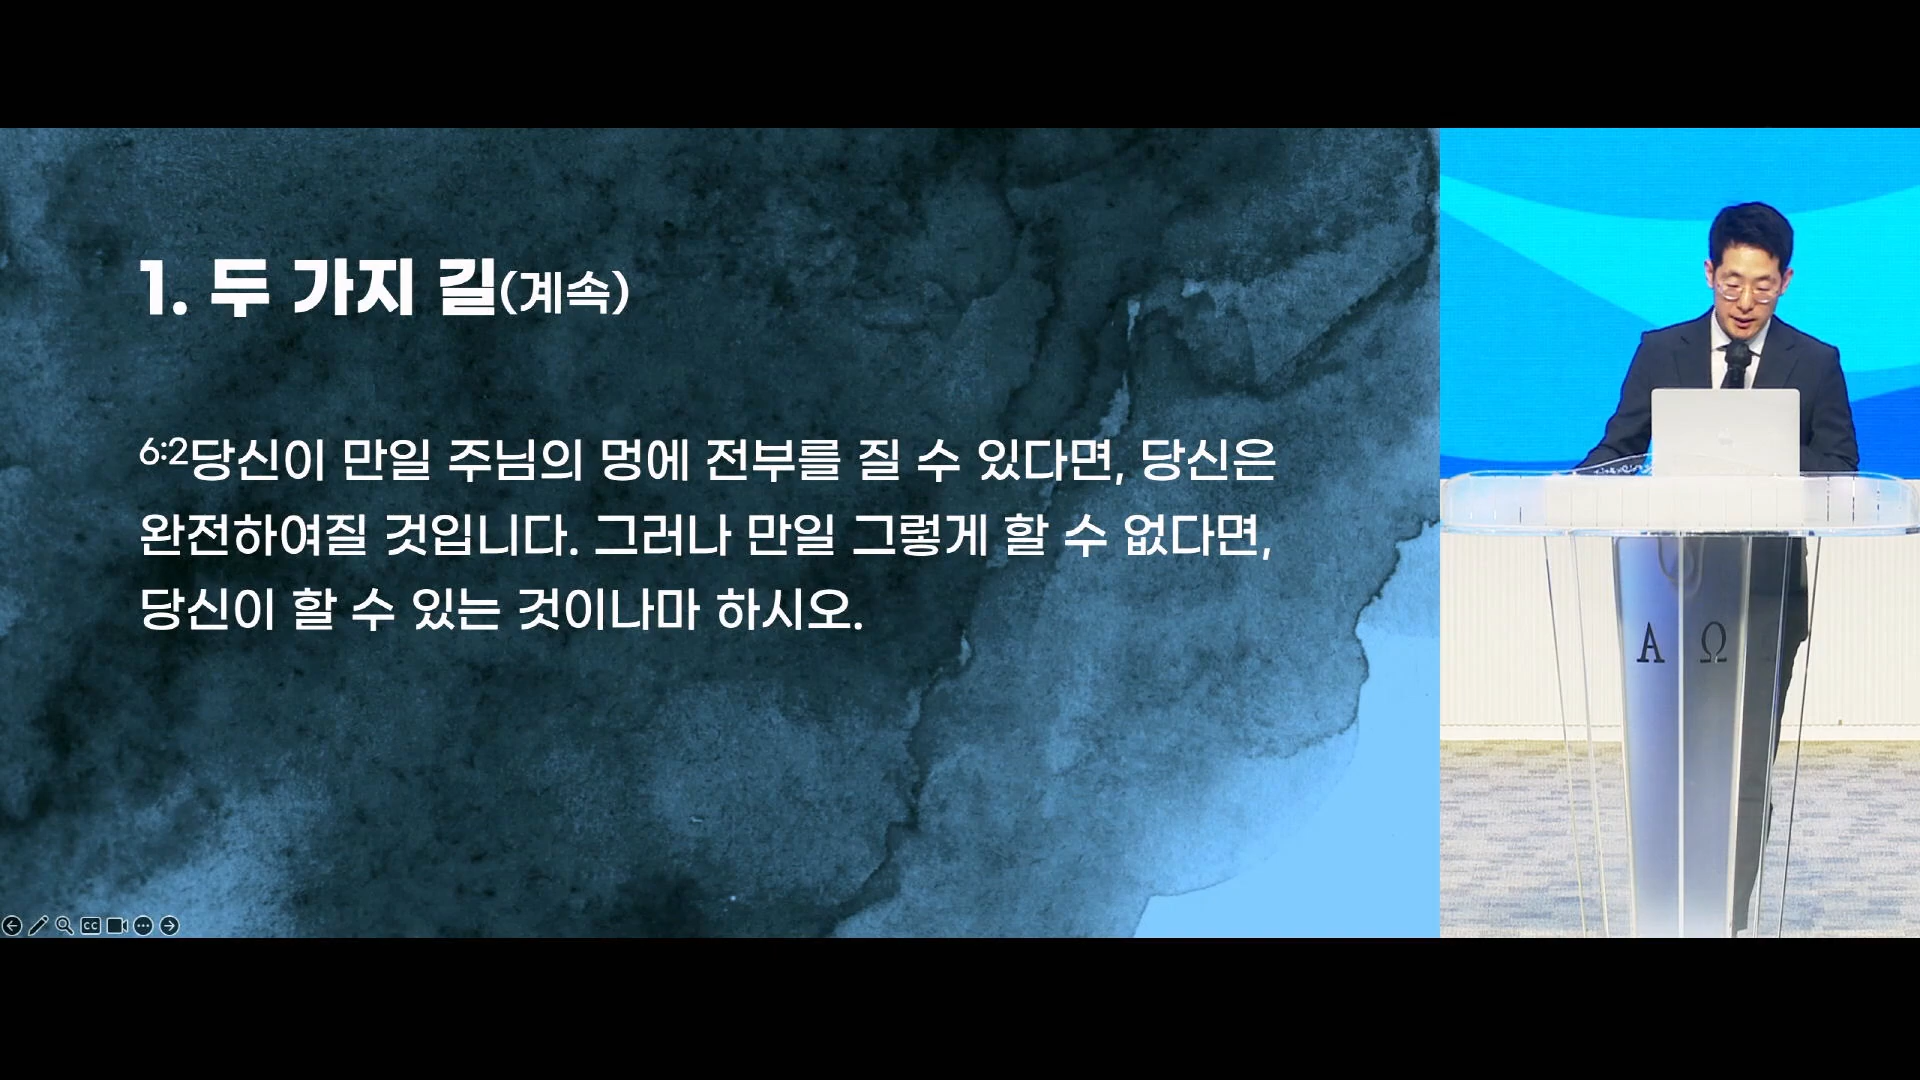 1. 두 가지 길(계속)
6:2당신이 만일 주님의 멍에 전부를 질 수 있다면, 당신은
완전하여질 것입니다. 그러나 만일 그렇게 할 수 없다면,
당신이 할 수 있는 것이나마 하시오.
CC
Α Ω